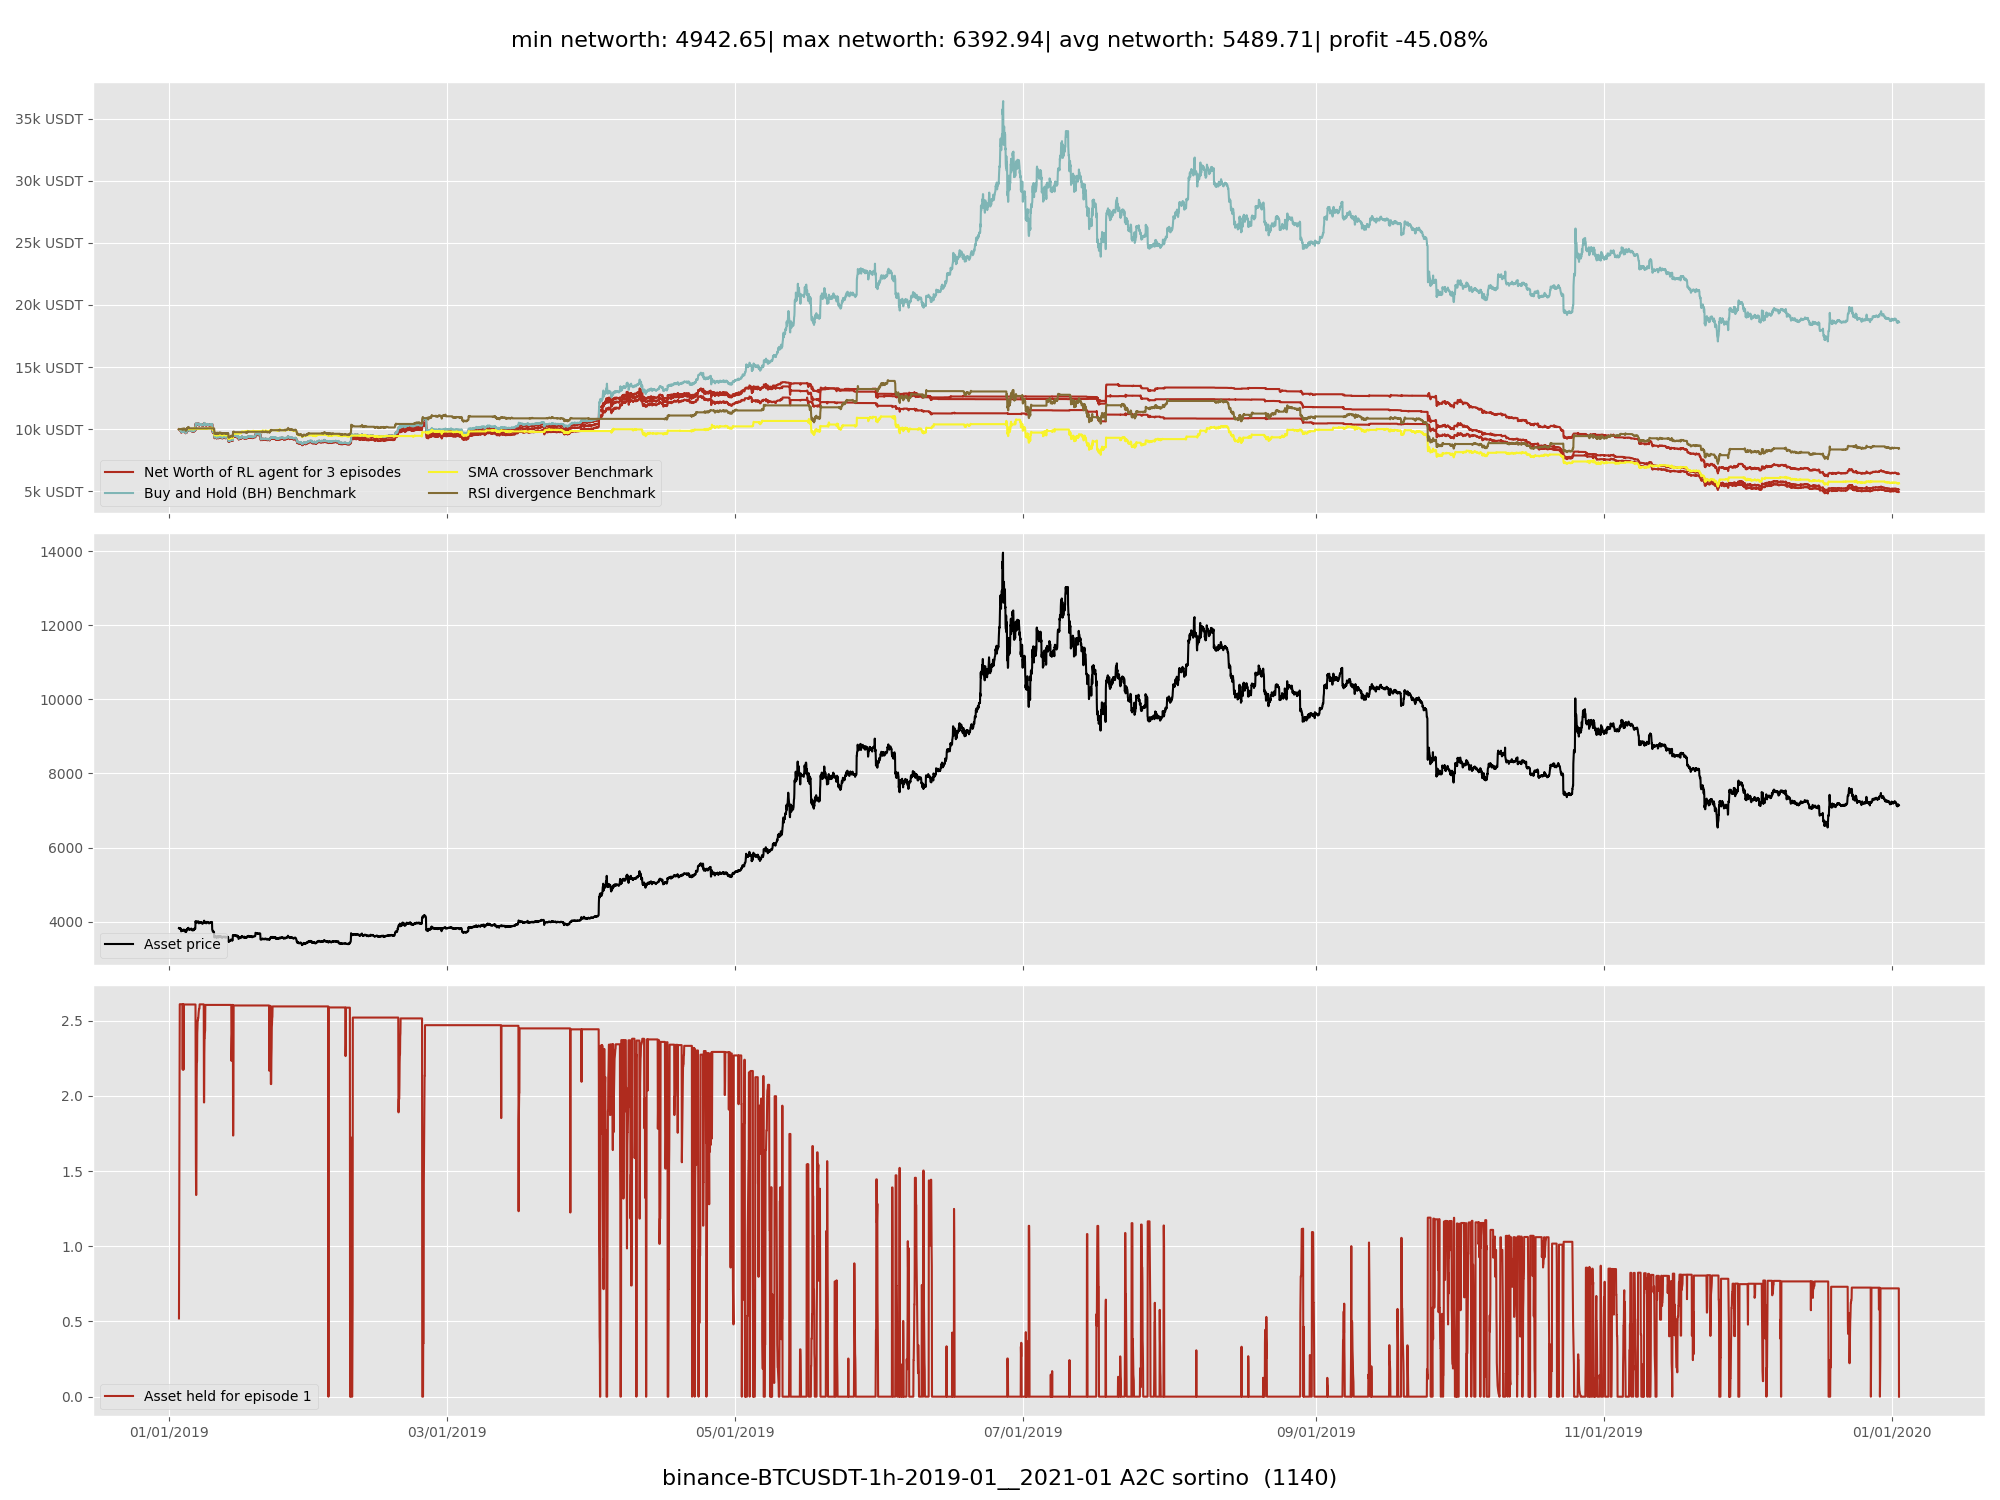 min networth: 4942.65| max networth: 6392.94| avg networth: 5489.71| profit -45.08%
35k USDT
30k USDT
25k USDT
20k USDT
15k USDT
10k USDT
5k USDT
Net Worth of RL agent for 3 episodes
Buy and Hold (BH) Benchmark
SMA crossover Benchmark
RSI divergence Benchmark
14000
12000
10000
8000
6000
4000
Asset price
2.5
2.0
1.5
1.0
0.5
0.0
Asset held for episode 1
01/01/2019 03/01/2019 05/01/2019 07/01/2019 09/01/2019 11/01/2019 01/01/2020
binance-BTCUSDT-1h-2019-01__2021-01 A2C sortino (1140)